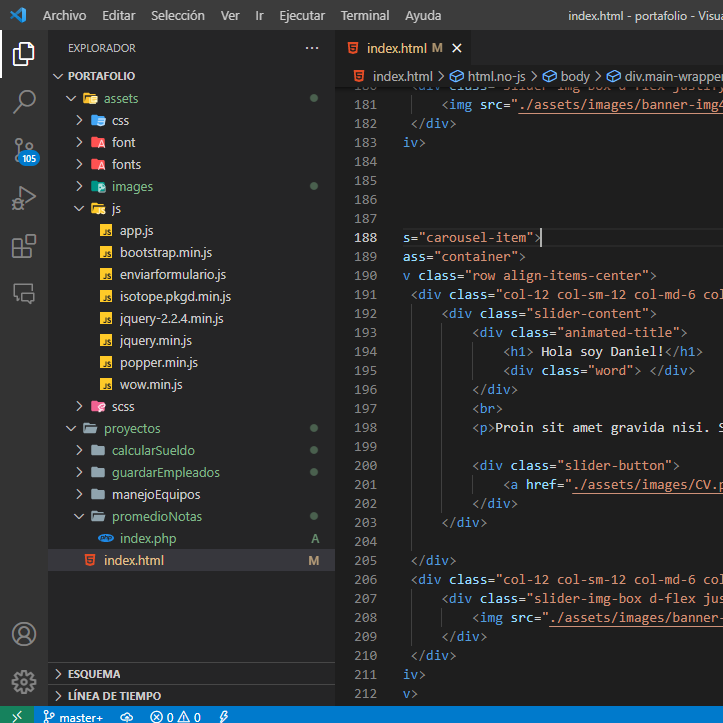 Archivo Editar Selección Ver Ir Ejecutar Terminal Ayuda index.html - portafolio - Visua
EXPLORADOR
PORTAFOLIO
assets
css
font
fonts
images
js
app.js
bootstrap.min.js
enviarformulario.js
isotope.pkgd.min.js
jquery-2.2.4.min.js
jquery.min.js
popper.min.js
wow.min.js
scss
proyectos
calcularSueldo
guardarEmpleados
manejoEquipos
promedioNotas
index.php A
index.html M
ESQUEMA
LÍNEA DE TIEMPO
105
index.html M
index.html > html.no-js > body > div.main-wrapper
180 <div class="slider-img-box d-flex justify
181 <img src="./assets/images/banner-img4
182 </div>
183 iv>
184
185
186
187
188 s="carousel-item">
189 ass="container">
190 v class="row align-items-center">
191 <div class="col-12 col-sm-12 col-md-6 col
192 <div class="slider-content">
193 <div class="animated-title">
194 <h1> Hola soy Daniel!</h1>
195 <div class="word"> </div>
196 </div>
197 <br>
198 <p>Proin sit amet gravida nisi. S
199
200 <div class="slider-button">
201 <a href="./assets/images/CV.p
202 </div>
203 </div>
204
205 </div>
206 <div class="col-12 col-sm-12 col-md-6 col
207 <div class="slider-img-box d-flex jus
208 <img src="./assets/images/banner-
209 </div>
210 </div>
211 iv>
212 v>
master+ 0 0